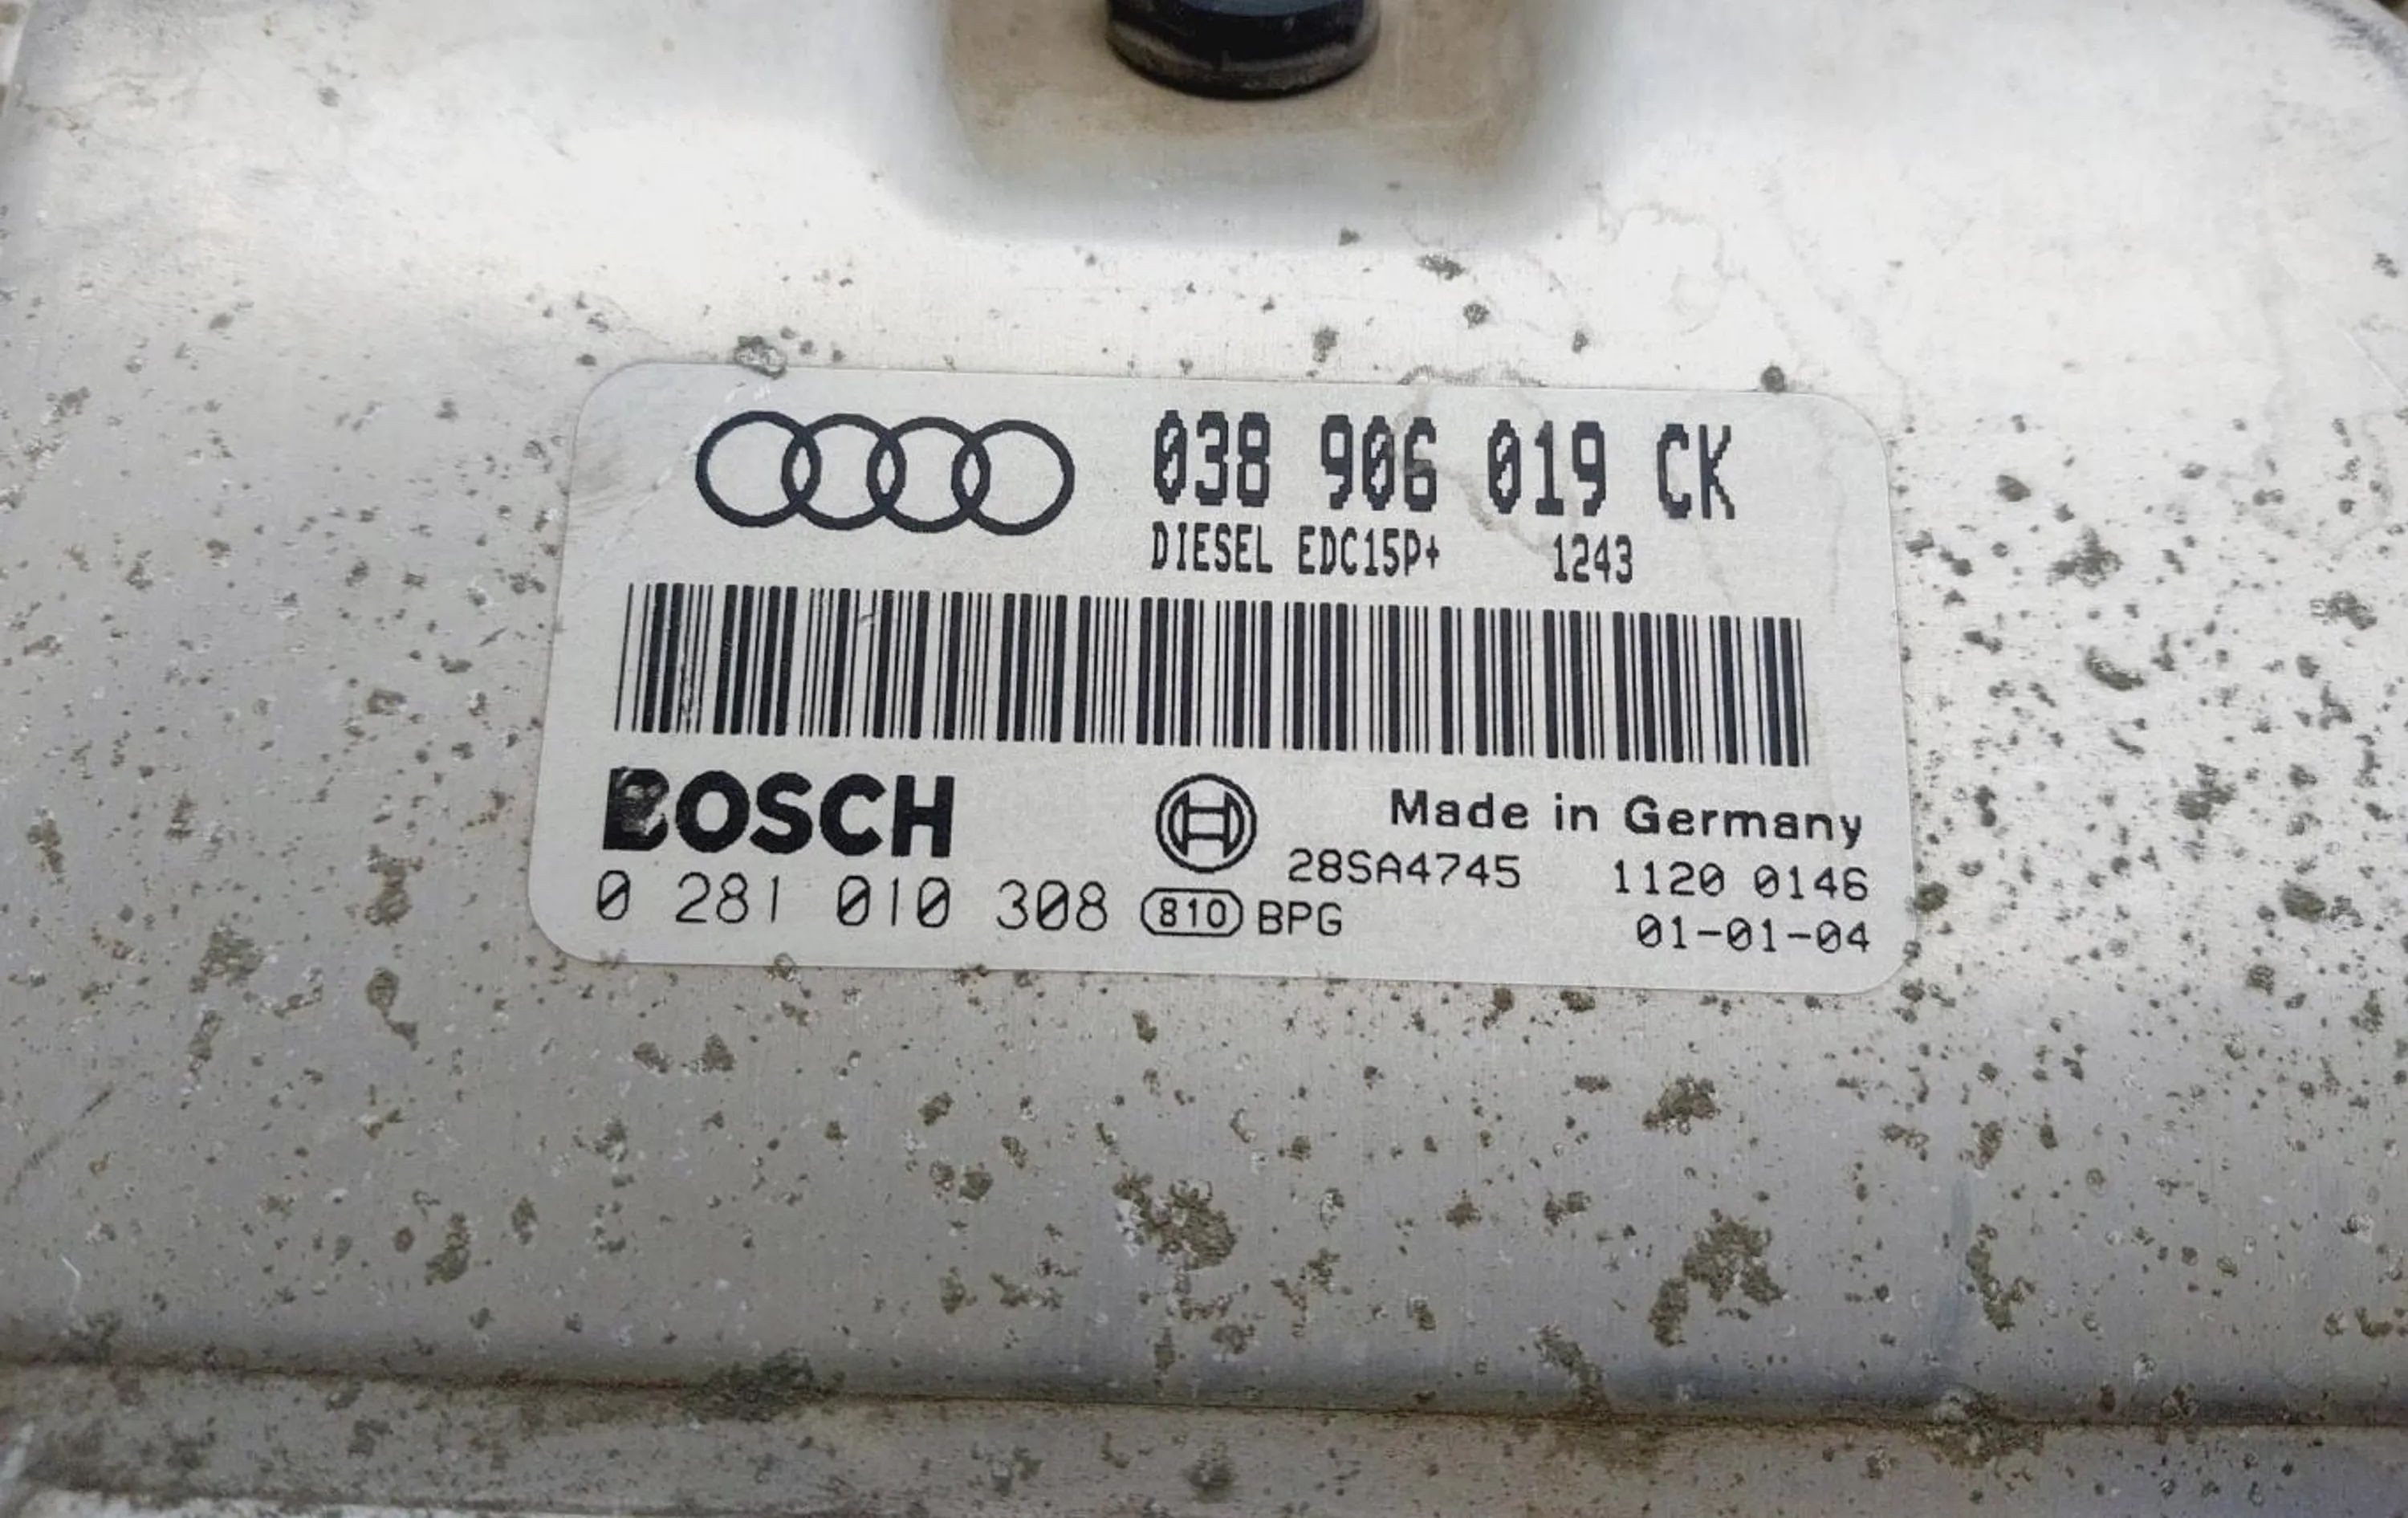 038 906 019 CK
DIESEL EDC15P+ 1243
BOSCH
Made in Germany
28SA4745 1120 0146
0 281 010 308 810 BPG 01-01-04